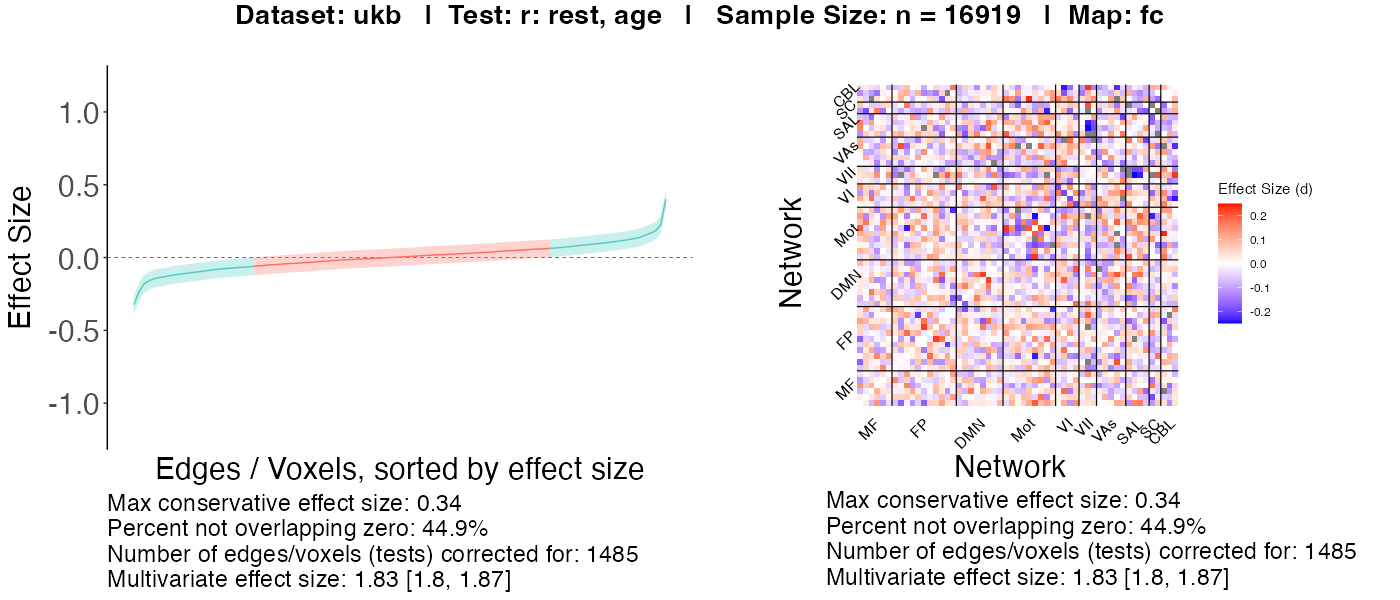 Dataset: ukb | Test: r: rest, age | Sample Size: n = 16919 | Map: fc
Effect Size
1.0
0.5
0.0
-0.5
-1.0
Edges / Voxels, sorted by effect size
Max conservative effect size: 0.34
Percent not overlapping zero: 44.9%
Number of edges/voxels (tests) corrected for: 1485
Multivariate effect size: 1.83 [1.8, 1.87]
Network
CBL
SC
SAL
VAs
VII
VI
Mot
DMN
FP
MF
MF
FP
DMN
Mot
VI
VII
VAs
SAL
SC
CBL
Network
Effect Size (d)
0.2
0.1
0.0
-0.1
-0.2
Max conservative effect size: 0.34
Percent not overlapping zero: 44.9%
Number of edges/voxels (tests) corrected for: 1485
Multivariate effect size: 1.83 [1.8, 1.87]